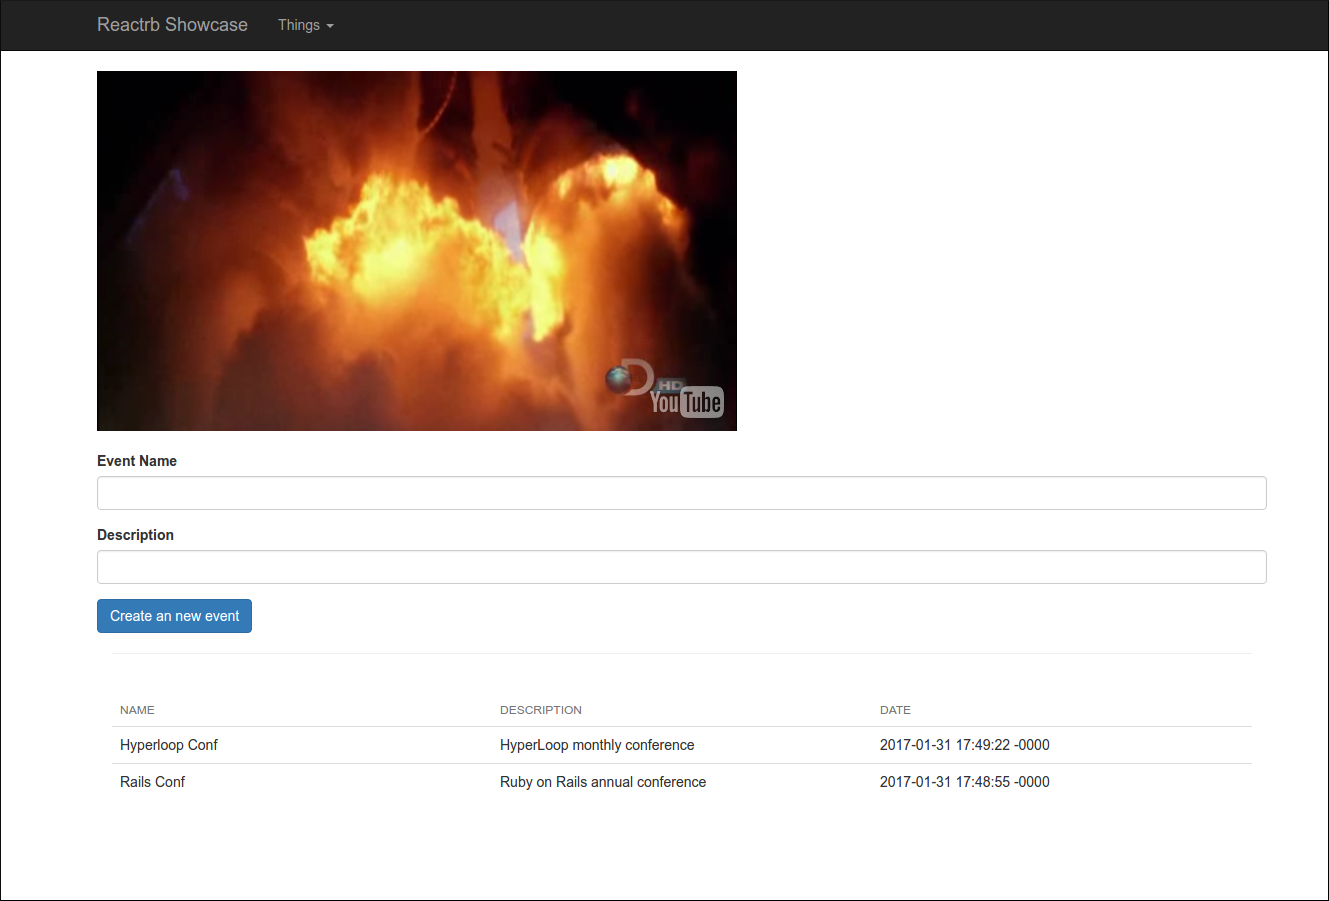 Reactrb Showcase Things
D
HD
YouTube
Event Name
Description
Create an new event
NAME DESCRIPTION DATE
Hyperloop Conf HyperLoop monthly conference 2017-01-31 17:49:22 -0000
Rails Conf Ruby on Rails annual conference 2017-01-31 17:48:55 -0000